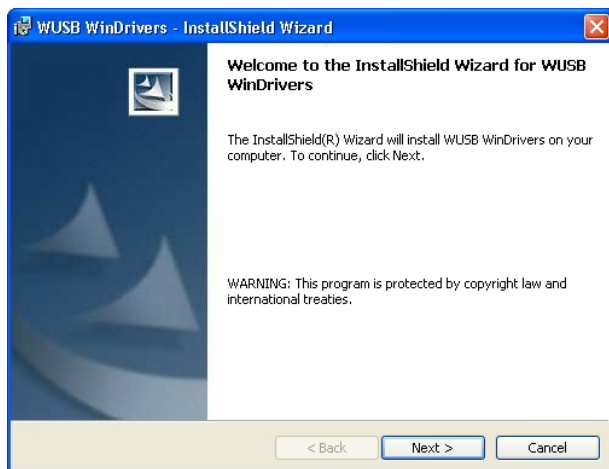 WUSB WinDrivers - InstallShield Wizard
Welcome to the InstallShield Wizard for WUSB
WinDrivers
The InstallShield(R) Wizard will install WUSB WinDrivers on your
computer. To continue, click Next.
WARNING: This program is protected by copyright law and
international treaties.
< Back
Next >
Cancel